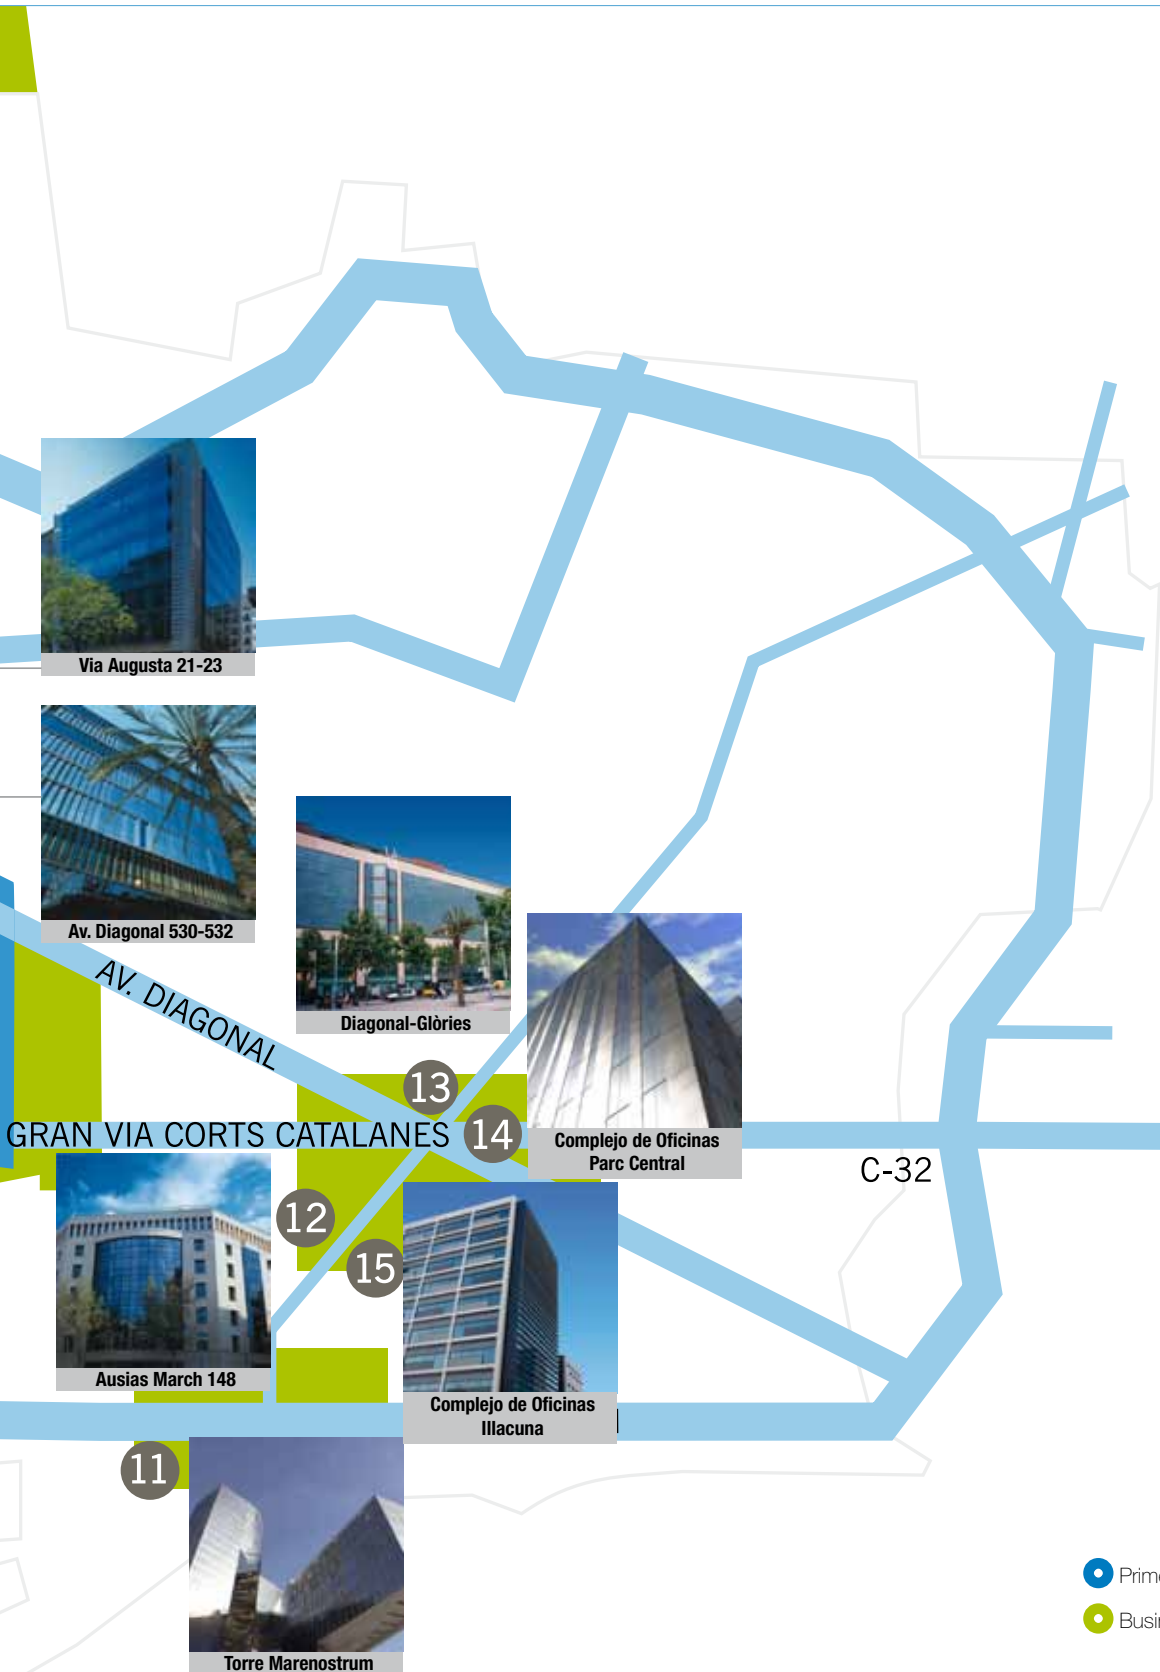 Via Augusta 21-23
Av. Diagonal 530-532
AV. DIAGONAL
Diagonal-Glòries
13
GRAN VIA CORTS CATALANES
14
Complejo de Oficinas
Parc Central
C-32
12
15
Ausias March 148
Complejo de Oficinas
Illacuna
11
Torre Marenostrum